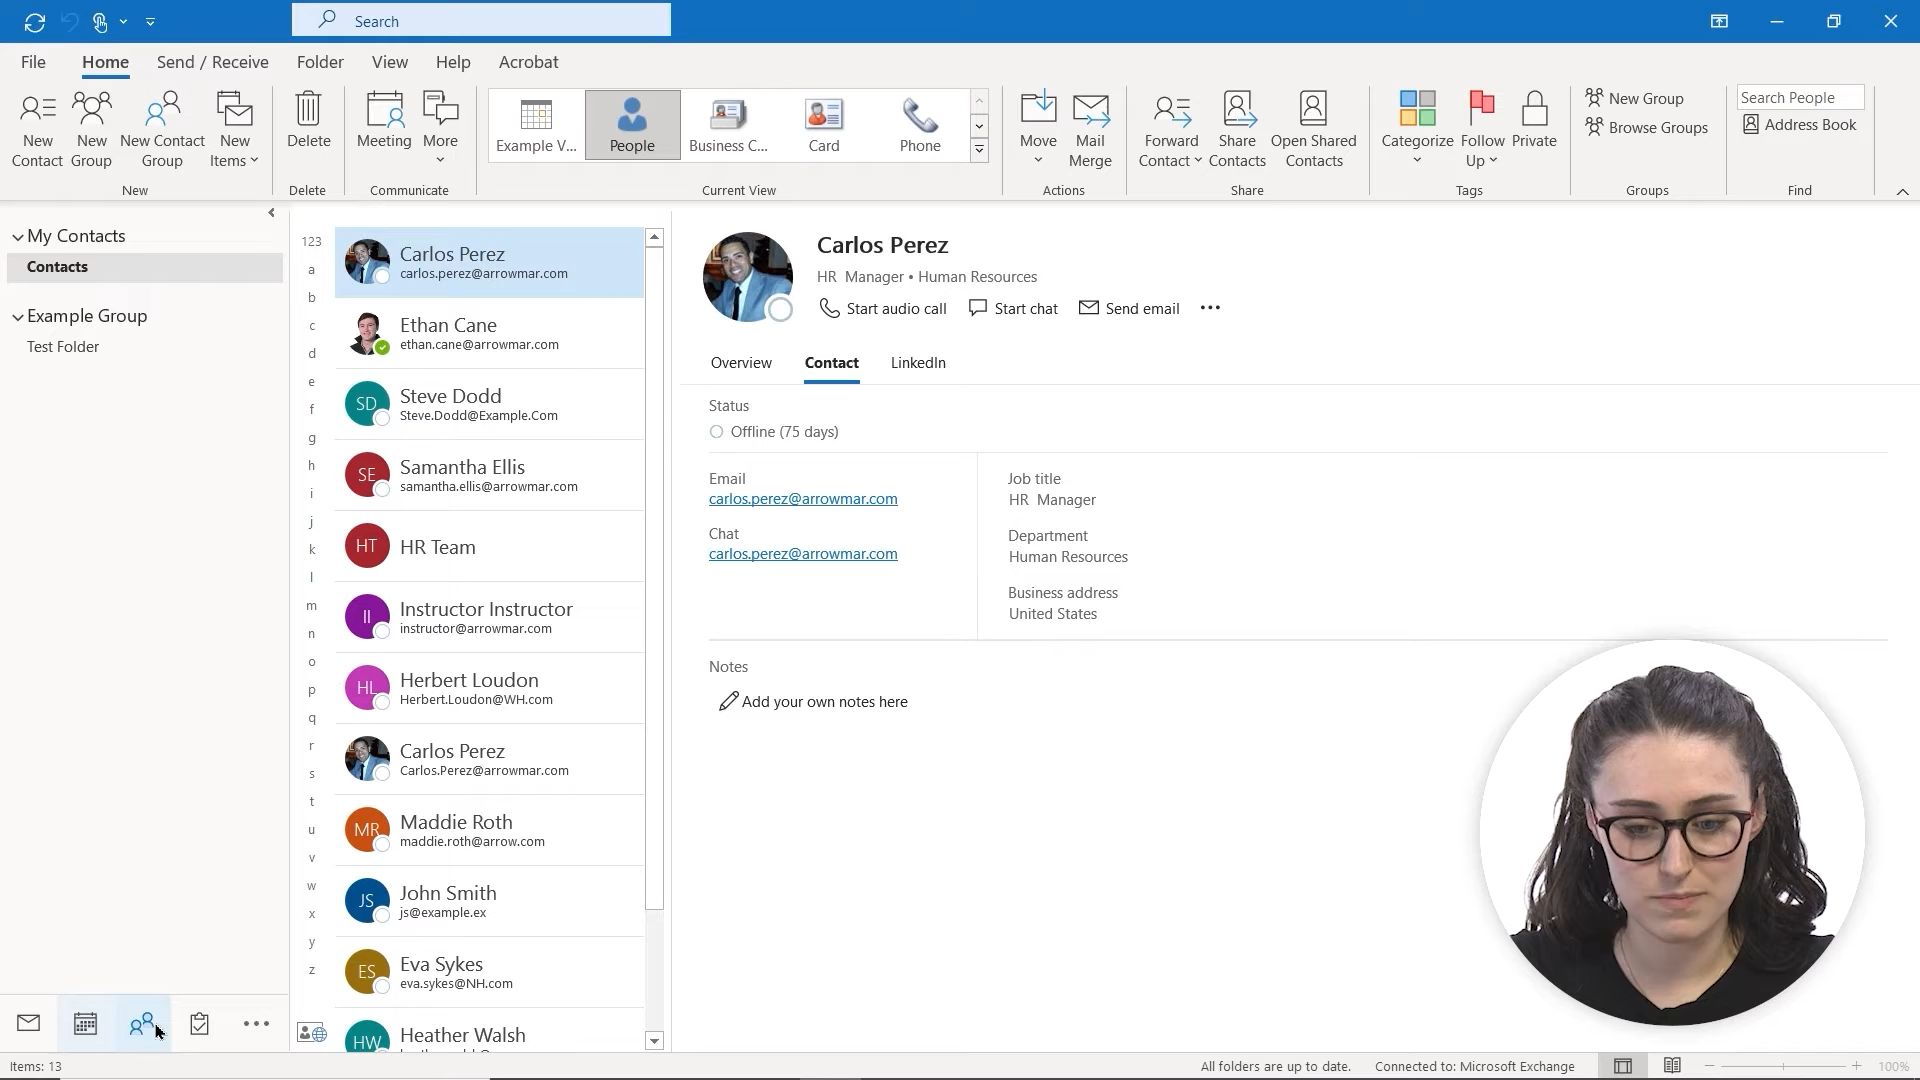 Search
File
Home
Send / Receive
Folder
View
Help
Acrobat
New
Contact
New
Group
New Contact
Group
New
Items
New
Delete
Delete
Meeting
More
Communicate
Example V...
People
Business C...
Card
Phone
Current View
Move
Mail
Merge
Actions
Forward
Contact
Share
Contacts
Open Shared
Contacts
Share
Categorize
Follow
Up
Private
Tags
New Group
Browse Groups
Groups
Search People
Address Book
Find
My Contacts
Contacts
Example Group
Test Folder
123
a
b
c
d
e
f
g
h
i
j
k
l
m
n
o
p
q
r
s
t
u
v
w
x
y
z
Carlos Perez
carlos.perez@arrowmar.com
Ethan Cane
ethan.cane@arrowmar.com
SD
Steve Dodd
Steve.Dodd@Example.Com
SE
Samantha Ellis
samantha.ellis@arrowmar.com
HT
HR Team
II
Instructor Instructor
instructor@arrowmar.com
HL
Herbert Loudon
Herbert.Loudon@WH.com
Carlos Perez
Carlos.Perez@arrowmar.com
MR
Maddie Roth
maddie.roth@arrow.com
JS
John Smith
js@example.ex
ES
Eva Sykes
eva.sykes@NH.com
HW
Heather Walsh
Carlos Perez
HR Manager • Human Resources
Start audio call
Start chat
Send email
Overview
Contact
LinkedIn
Status
Offline (75 days)
Email
carlos.perez@arrowmar.com
Chat
carlos.perez@arrowmar.com
Job title
HR Manager
Department
Human Resources
Business address
United States
Notes
Add your own notes here
Items: 13
All folders are up to date.
Connected to: Microsoft Exchange
100%